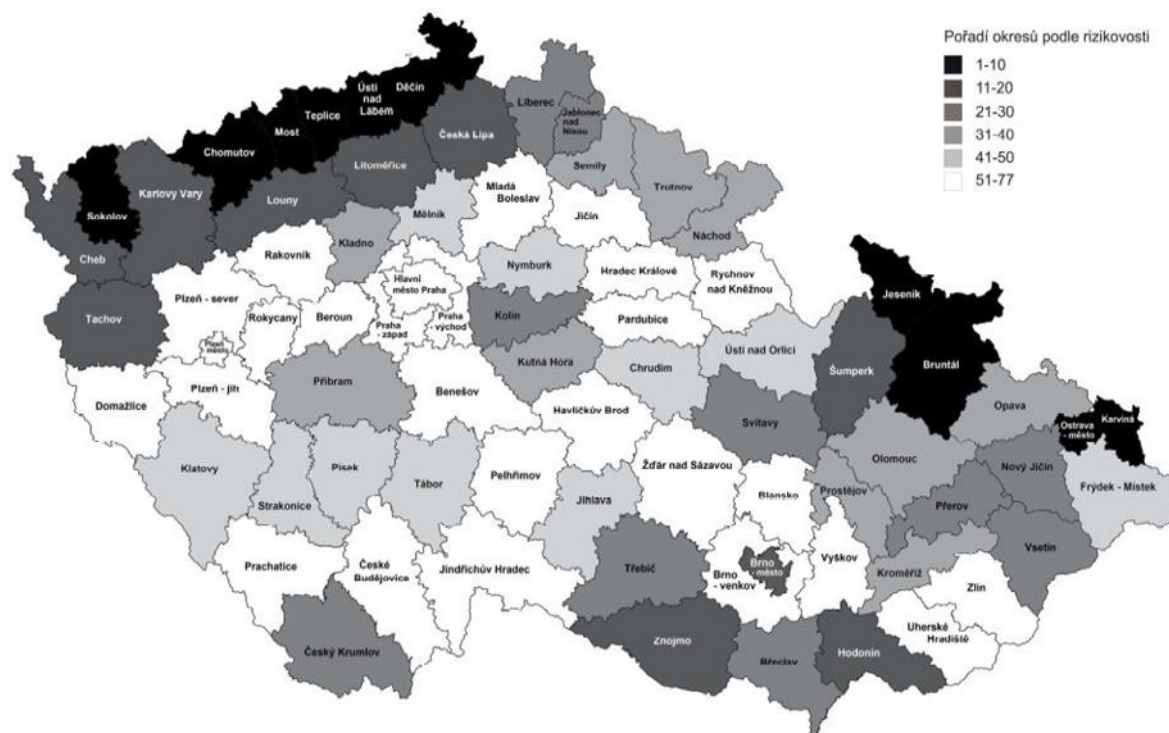 Pořadí okresů podle rizikovosti
1-10
11-20
21-30
31-40
41-50
51-77
Děčín
Ústí
nad
Labem
Teplice
Most
Chomutov
Liberec
Jablonec
nad
Nisou
Česká Lípa
Litoměřice
Semily
Trutnov
Karlovy Vary
Sokolov
Louny
Mladá
Boleslav
Jičín
Mělník
Náchod
Cheb
Kladno
Rakovník
Nymburk
Hradec Králové
Rychnov
nad Kněžnou
Hlavní
město Praha
Jeseník
Tachov
Plzeň - sever
Rokycany
Beroun
Praha
- západ
Praha
- východ
Kolín
Pardubice
Plzeň
město
Ústí nad Orlicí
Šumperk
Bruntál
Kutná Hora
Chrudim
Příbram
Benešov
Plzeň - jih
Domažlice
Havlíčkův Brod
Svitavy
Opava
Ostrava -
město
Karviná
Olomouc
Nový Jičín
Frýdek - Místek
Klatovy
Písek
Tábor
Pelhřimov
Žďár nad Sázavou
Strakonice
Jihlava
Blansko
Prostějov
Přerov
Vsetín
Prachatice
České
Budějovice
Jindřichův Hradec
Třebíč
Brno
- venkov
Brno
- město
Vyškov
Kroměříž
Zlín
Uherské
Hradiště
Český Krumlov
Znojmo
Břeclav
Hodonín